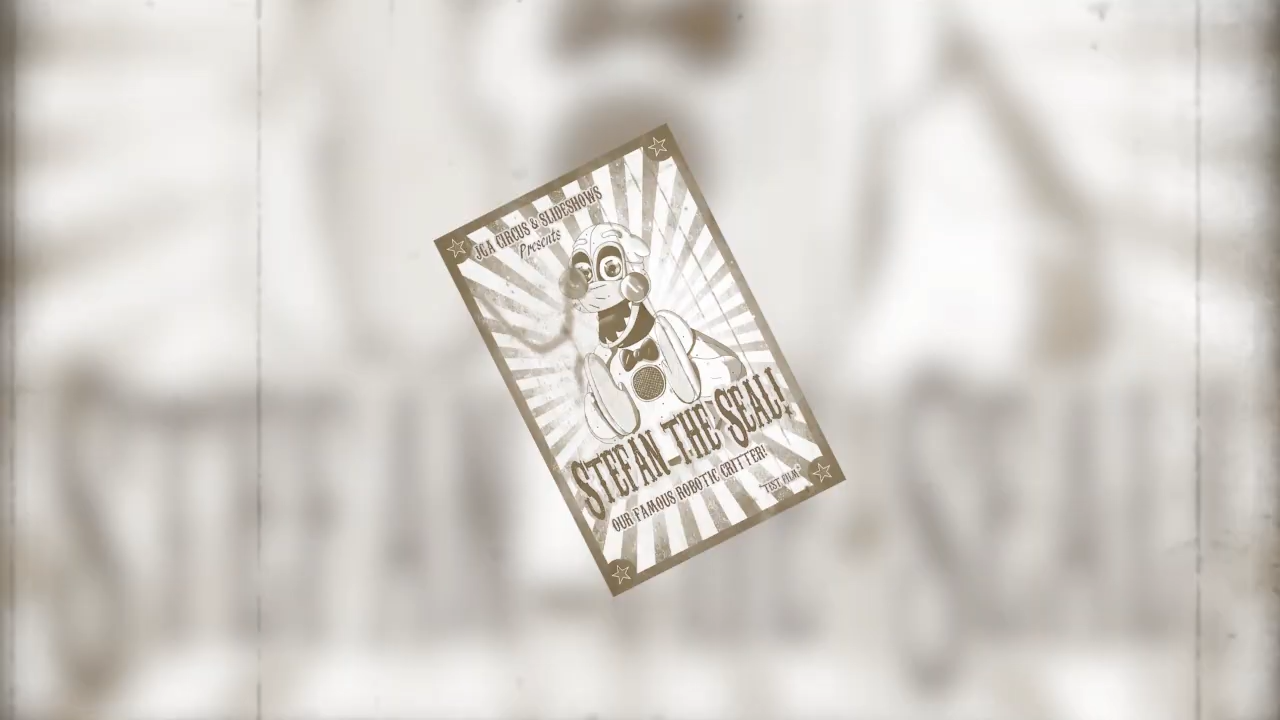 JCA CIRCUS & SLIDESHOWS
Presents
STEFAN THE SEAL!
OUR FAMOUS ROBOTIC CRITTER!
"TEST FILM"